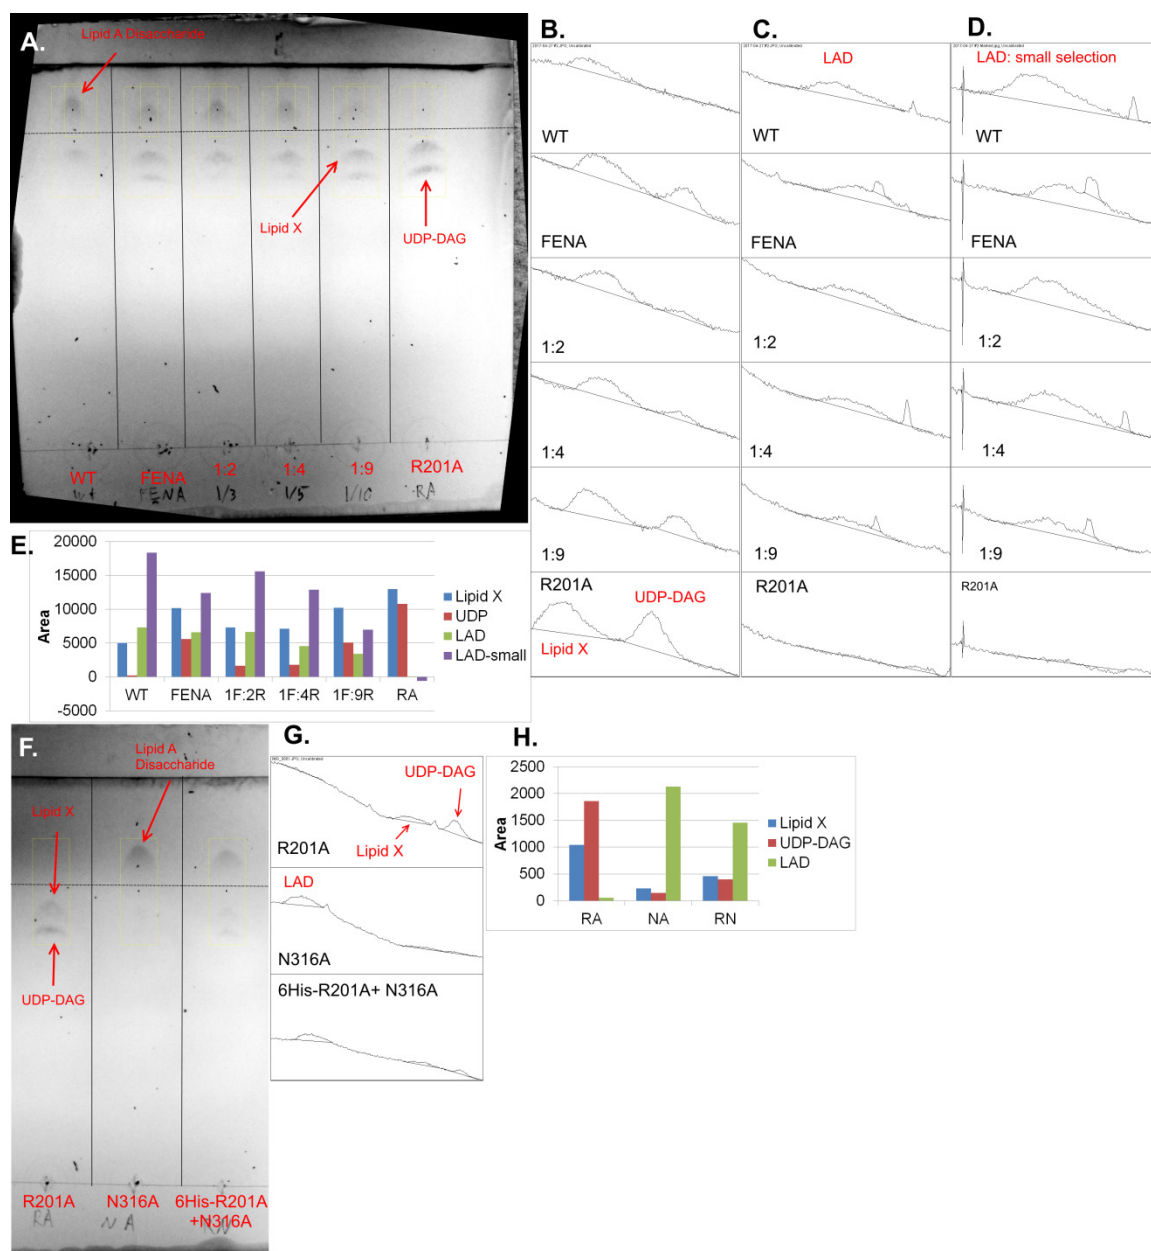 A.
Lipid A Disaccharide
Lipid X
UDP-DAG
WT
FENA
1:2
1:4
1:9
R201A
Wt
FENA
1/3
1/5
1/10
RA
B.
WT
FENA
1:2
1:4
1:9
R201A
UDP-DAG
Lipid X
C.
LAD
WT
FENA
1:2
1:4
1:9
R201A
D.
LAD: small selection
WT
FENA
1:2
1:4
1:9
R201A
E.
20000
15000
10000
5000
0
-5000
Area
WT
FENA
1F:2R
1F:4R
1F:9R
RA
Lipid X
UDP
LAD
LAD-small
F.
Lipid A
Disaccharide
Lipid X
UDP-DAG
R201A
N316A
6His-R201A
+N316A
RA
NA
RN
G.
UDP-DAG
Lipid X
R201A
LAD
N316A
6His-R201A+ N316A
H.
2500
2000
1500
1000
500
0
Area
RA
NA
RN
Lipid X
UDP-DAG
LAD